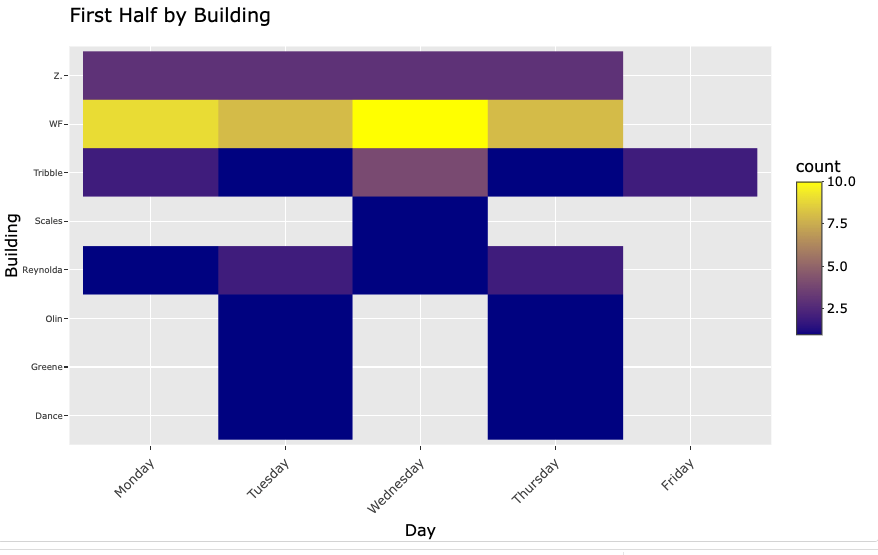 First Half by Building
Building
Z.
WF
Tribble
Scales
Reynolda
Olin
Greene
Dance
Monday
Tuesday
Wednesday
Thursday
Friday
Day
count
10.0
7.5
5.0
2.5